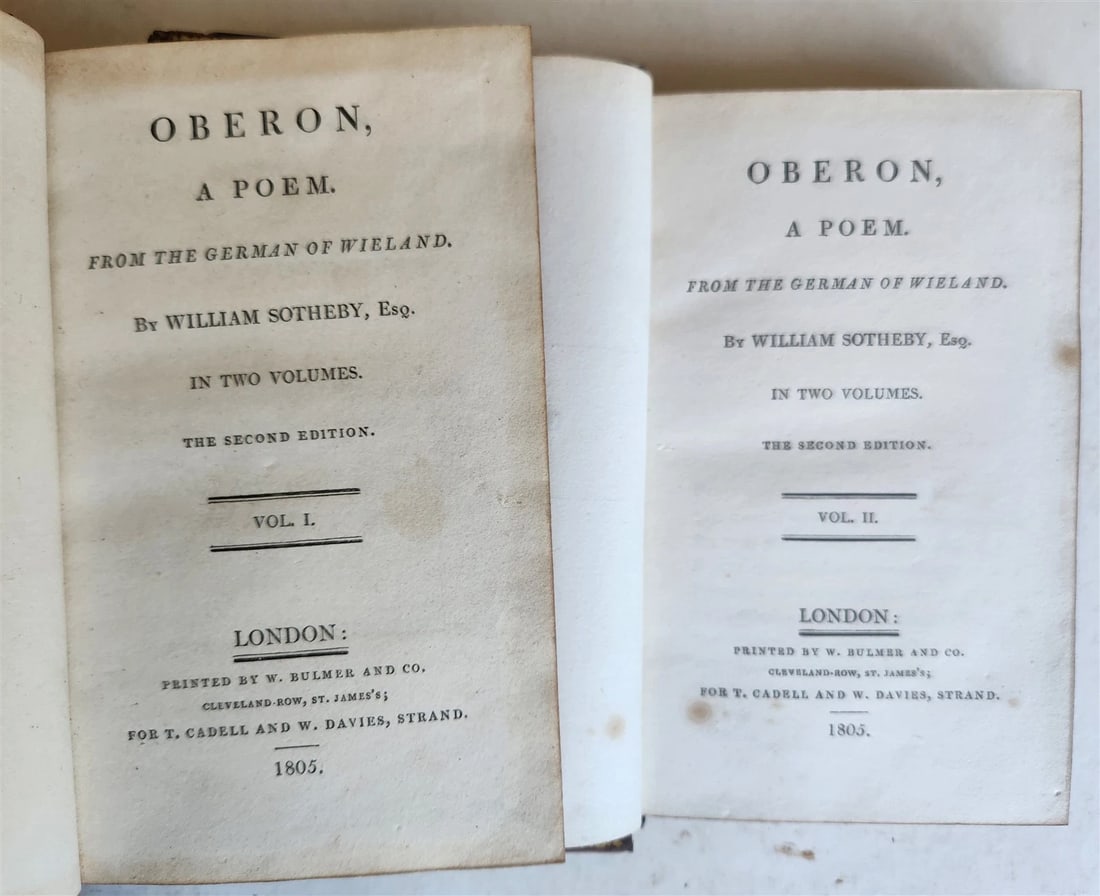 OBERON,
A POEM.
FROM THE GERMAN OF WIELAND.
By WILLIAM SOTHEBY, Esq.
IN TWO VOLUMES.
THE SECOND EDITION.
VOL. I.
LONDON:
PRINTED BY W. BULMER AND CO.
CLEVELAND-ROW, ST. JAMES'S;
FOR T. CADELL AND W. DAVIES, STRAND.
1805.
OBERON,
A POEM.
FROM THE GERMAN OF WIELAND.
By WILLIAM SOTHEBY, Esq.
IN TWO VOLUMES.
THE SECOND EDITION.
VOL. II.
LONDON:
PRINTED BY W. BULMER AND CO.
CLEVELAND-ROW, ST. JAMES'S;
FOR T. CADELL AND W. DAVIES, STRAND.
1805.